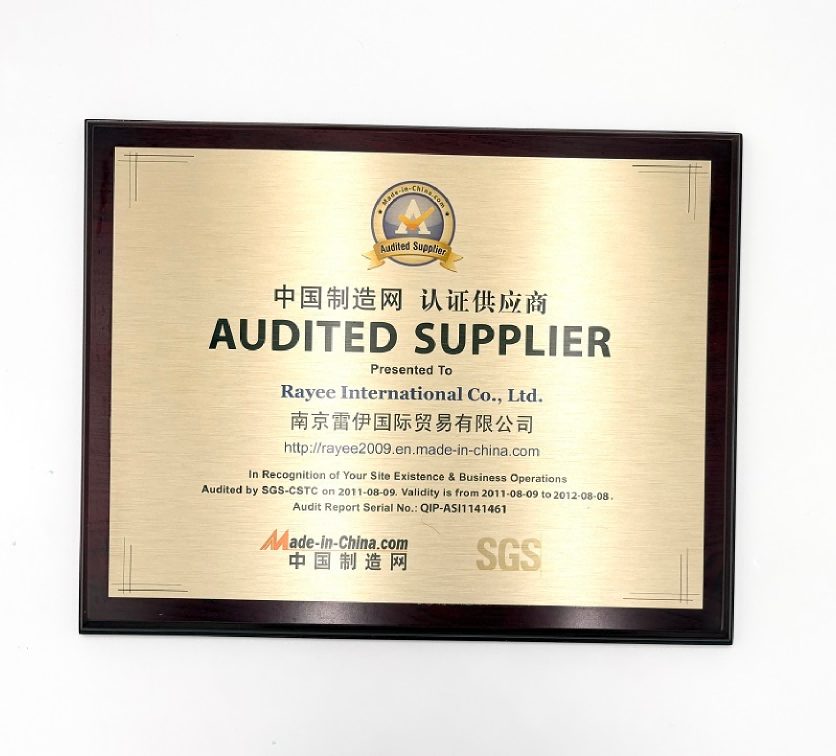 Made-in-China.com
A
Audited Supplier
中国制造网 认证供应商
AUDITED SUPPLIER
Presented To
Rayee International Co., Ltd.
南京雷伊国际贸易有限公司
http://rayee2009.en.made-in-china.com
In Recognition of Your Site Existence & Business Operations
Audited by SGS-CSTC on 2011-08-09. Validity is from 2011-08-09 to 2012-08-08.
Audit Report Serial No.: QIP-ASI1141461
Made-in-China.com
中国制造网
SGS